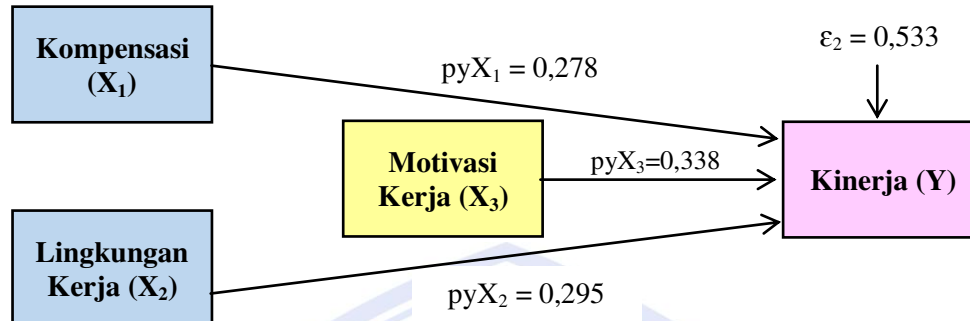 Kompensasi
(X₁)
ε₂ = 0,533
pyX₁ = 0,278
Motivasi
Kerja (X₃)
pyX₃=0,338
Kinerja (Y)
Lingkungan
Kerja (X₂)
pyX₂ = 0,295